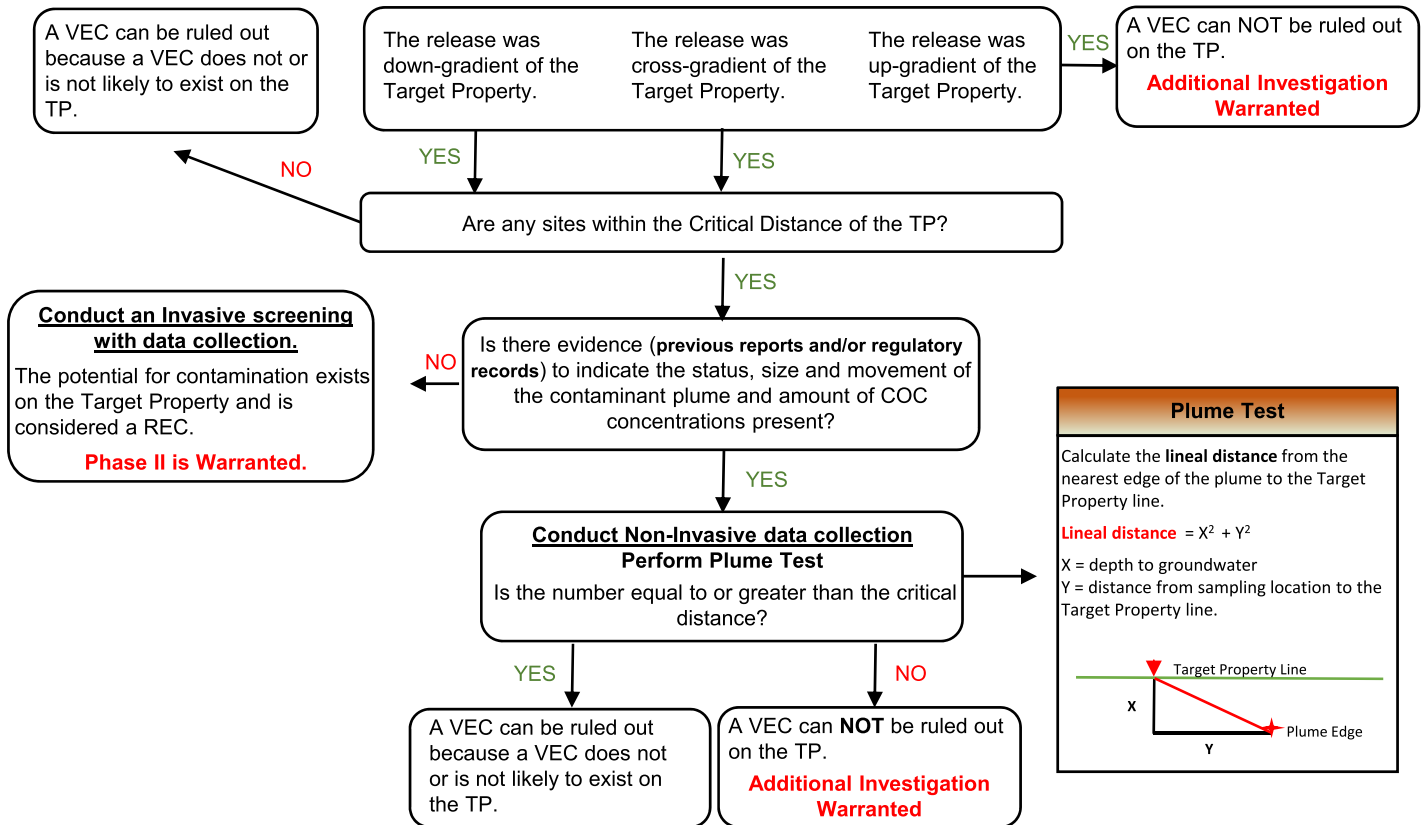 A VEC can be ruled out
because a VEC does not or
is not likely to exist on the
TP.
The release was
down-gradient of the
Target Property.
The release was
cross-gradient of the
Target Property.
The release was
up-gradient of the
Target Property.
YES
A VEC can NOT be ruled out
on the TP.
Additional Investigation
Warranted
NO
YES
YES
Are any sites within the Critical Distance of the TP?
YES
Conduct an Invasive screening
with data collection.
The potential for contamination exists
on the Target Property and is
considered a REC.
Phase II is Warranted.
NO
Is there evidence (previous reports and/or regulatory
records) to indicate the status, size and movement of
the contaminant plume and amount of COC
concentrations present?
YES
Conduct Non-Invasive data collection
Perform Plume Test
Is the number equal to or greater than the critical
distance?
Plume Test
Calculate the lineal distance from the
nearest edge of the plume to the Target
Property line.
Lineal distance = X² + Y²
X = depth to groundwater
Y = distance from sampling location to the
Target Property line.
Target Property Line
X
Plume Edge
Y
YES
NO
A VEC can be ruled out
because a VEC does not
or is not likely to exist on
the TP.
A VEC can NOT be ruled out
on the TP.
Additional Investigation
Warranted